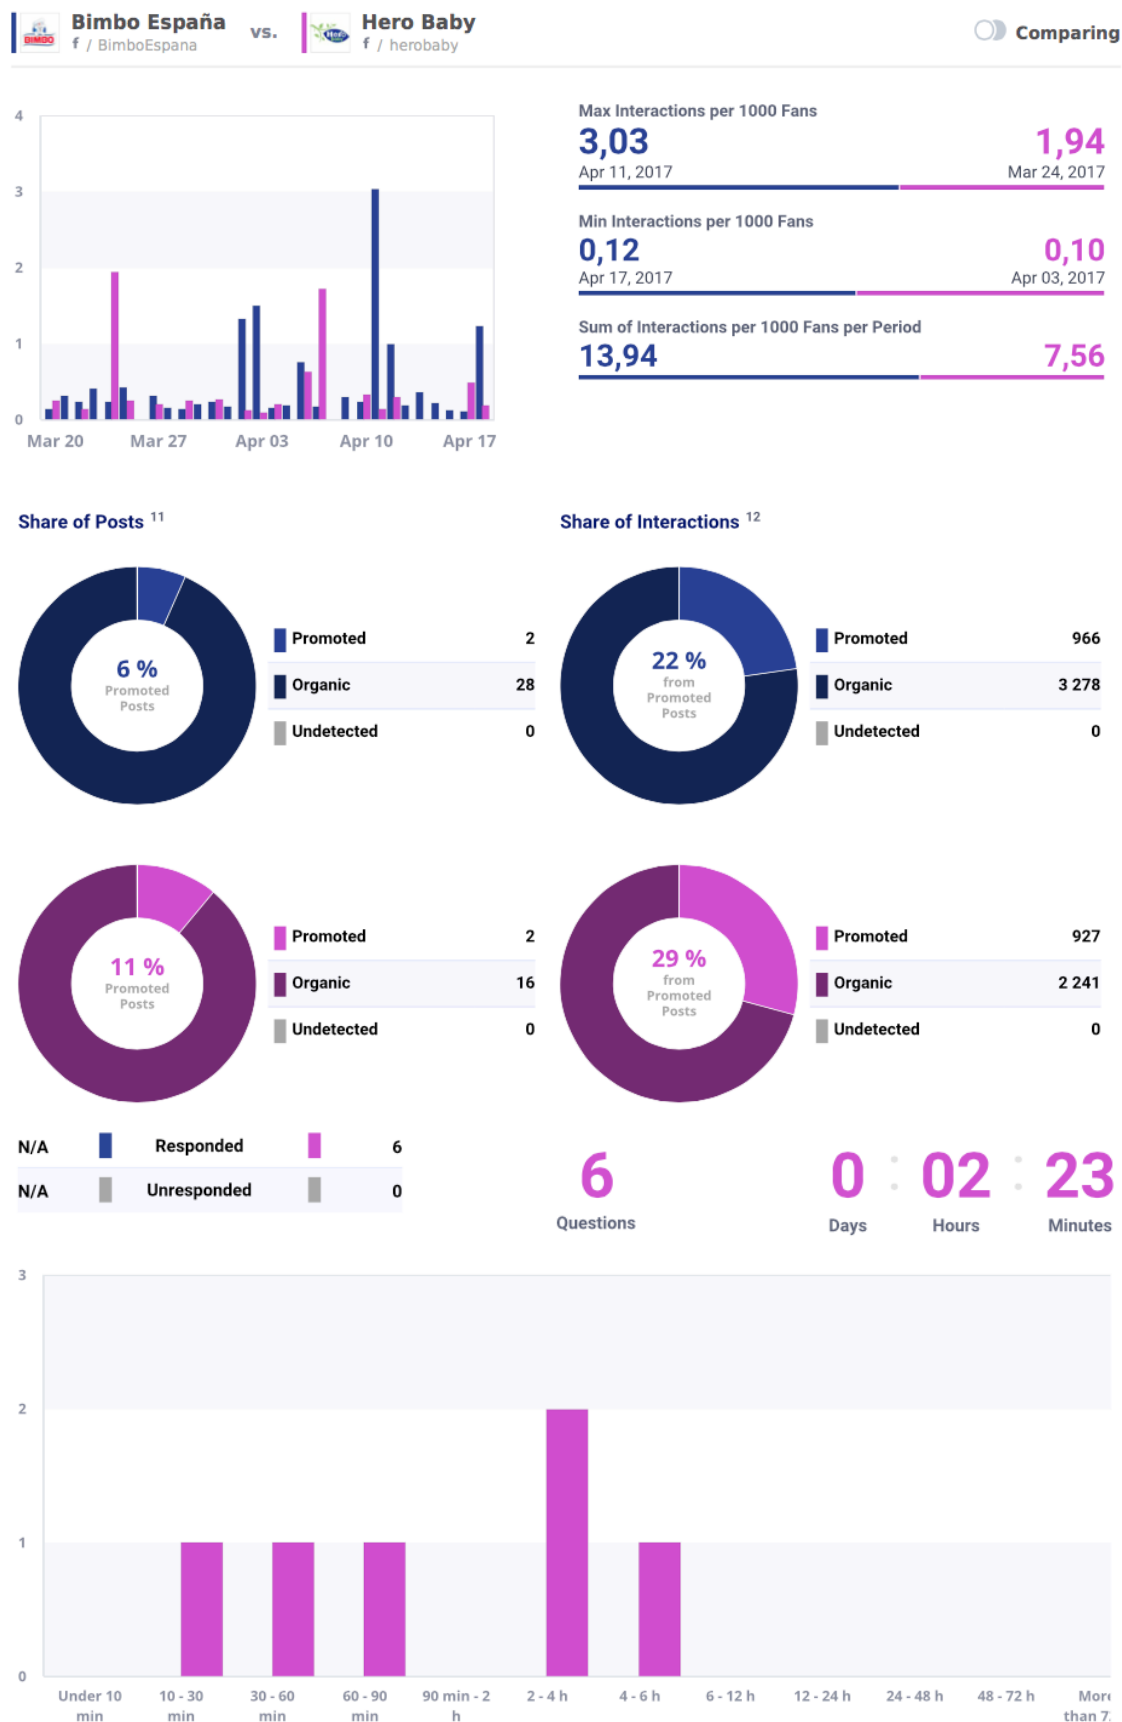 Bimbo España
f / BimboEspana
vs.
Hero Baby
f / herobaby
Comparing
BIMBO
Hero
4
3
2
1
0
Mar 20 Mar 27 Apr 03 Apr 10 Apr 17
Max Interactions per 1000 Fans
3,03 1,94
Apr 11, 2017 Mar 24, 2017
Min Interactions per 1000 Fans
0,12 0,10
Apr 17, 2017 Apr 03, 2017
Sum of Interactions per 1000 Fans per Period
13,94 7,56
Share of Posts 11
6 %
Promoted
Posts
Promoted 2
Organic 28
Undetected 0
Share of Interactions 12
22 %
from
Promoted
Posts
Promoted 966
Organic 3 278
Undetected 0
11 %
Promoted
Posts
Promoted 2
Organic 16
Undetected 0
29 %
from
Promoted
Posts
Promoted 927
Organic 2 241
Undetected 0
N/A Responded 6
N/A Unresponded 0
6
Questions
0 : 02 : 23
Days Hours Minutes
3
2
1
0
Under 10 min
10 - 30 min
30 - 60 min
60 - 90 min
90 min - 2 h
2 - 4 h
4 - 6 h
6 - 12 h
12 - 24 h
24 - 48 h
48 - 72 h
More than 7